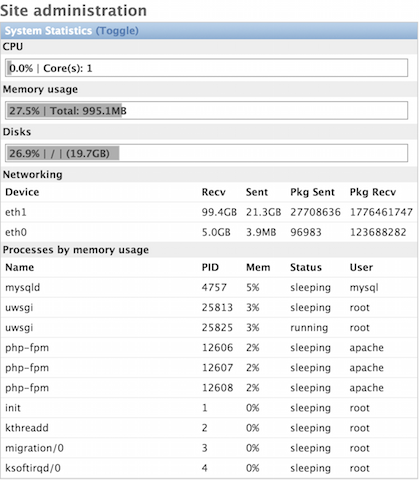 Site administration
System Statistics (Toggle)
CPU
0.0% | Core(s): 1
Memory usage
27.5% | Total: 995.1MB
Disks
26.9% | / | (19.7GB)
Networking
Device Recv Sent Pkg Sent Pkg Recv
eth1 99.4GB 21.3GB 27708636 1776461747
eth0 5.0GB 3.9MB 96983 123688282
Processes by memory usage
Name PID Mem Status User
mysqld 4757 5% sleeping mysql
uwsgi 25813 3% sleeping root
uwsgi 25825 3% running root
php-fpm 12606 2% sleeping apache
php-fpm 12607 2% sleeping apache
php-fpm 12608 2% sleeping apache
init 1 0% sleeping root
kthreadd 2 0% sleeping root
migration/0 3 0% sleeping root
ksoftirqd/0 4 0% sleeping root